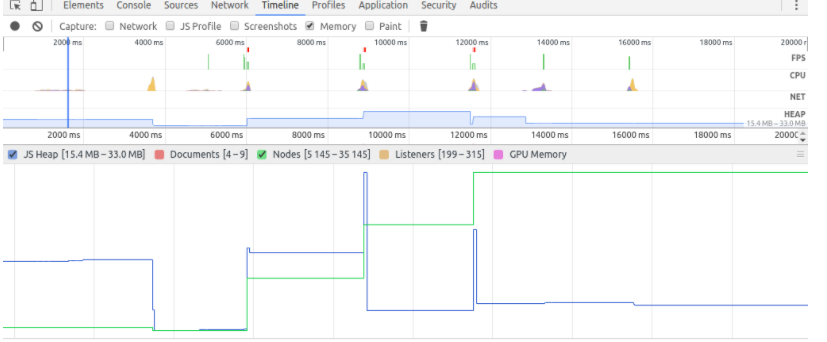 Elements Console Sources Network Timeline Profiles Application Security Audits
Capture: Network JS Profile Screenshots Memory Paint
2000 ms 4000 ms 6000 ms 8000 ms 10000 ms 12000 ms 14000 ms 16000 ms 18000 ms 20000 r
FPS
CPU
NET
HEAP
15.4 MB – 33.0 MB
2000 ms 4000 ms 6000 ms 8000 ms 10000 ms 12000 ms 14000 ms 16000 ms 18000 ms 2000C
JS Heap [15.4 MB – 33.0 MB] Documents [4 – 9] Nodes [5 145 – 35 145] Listeners [199 – 315] GPU Memory